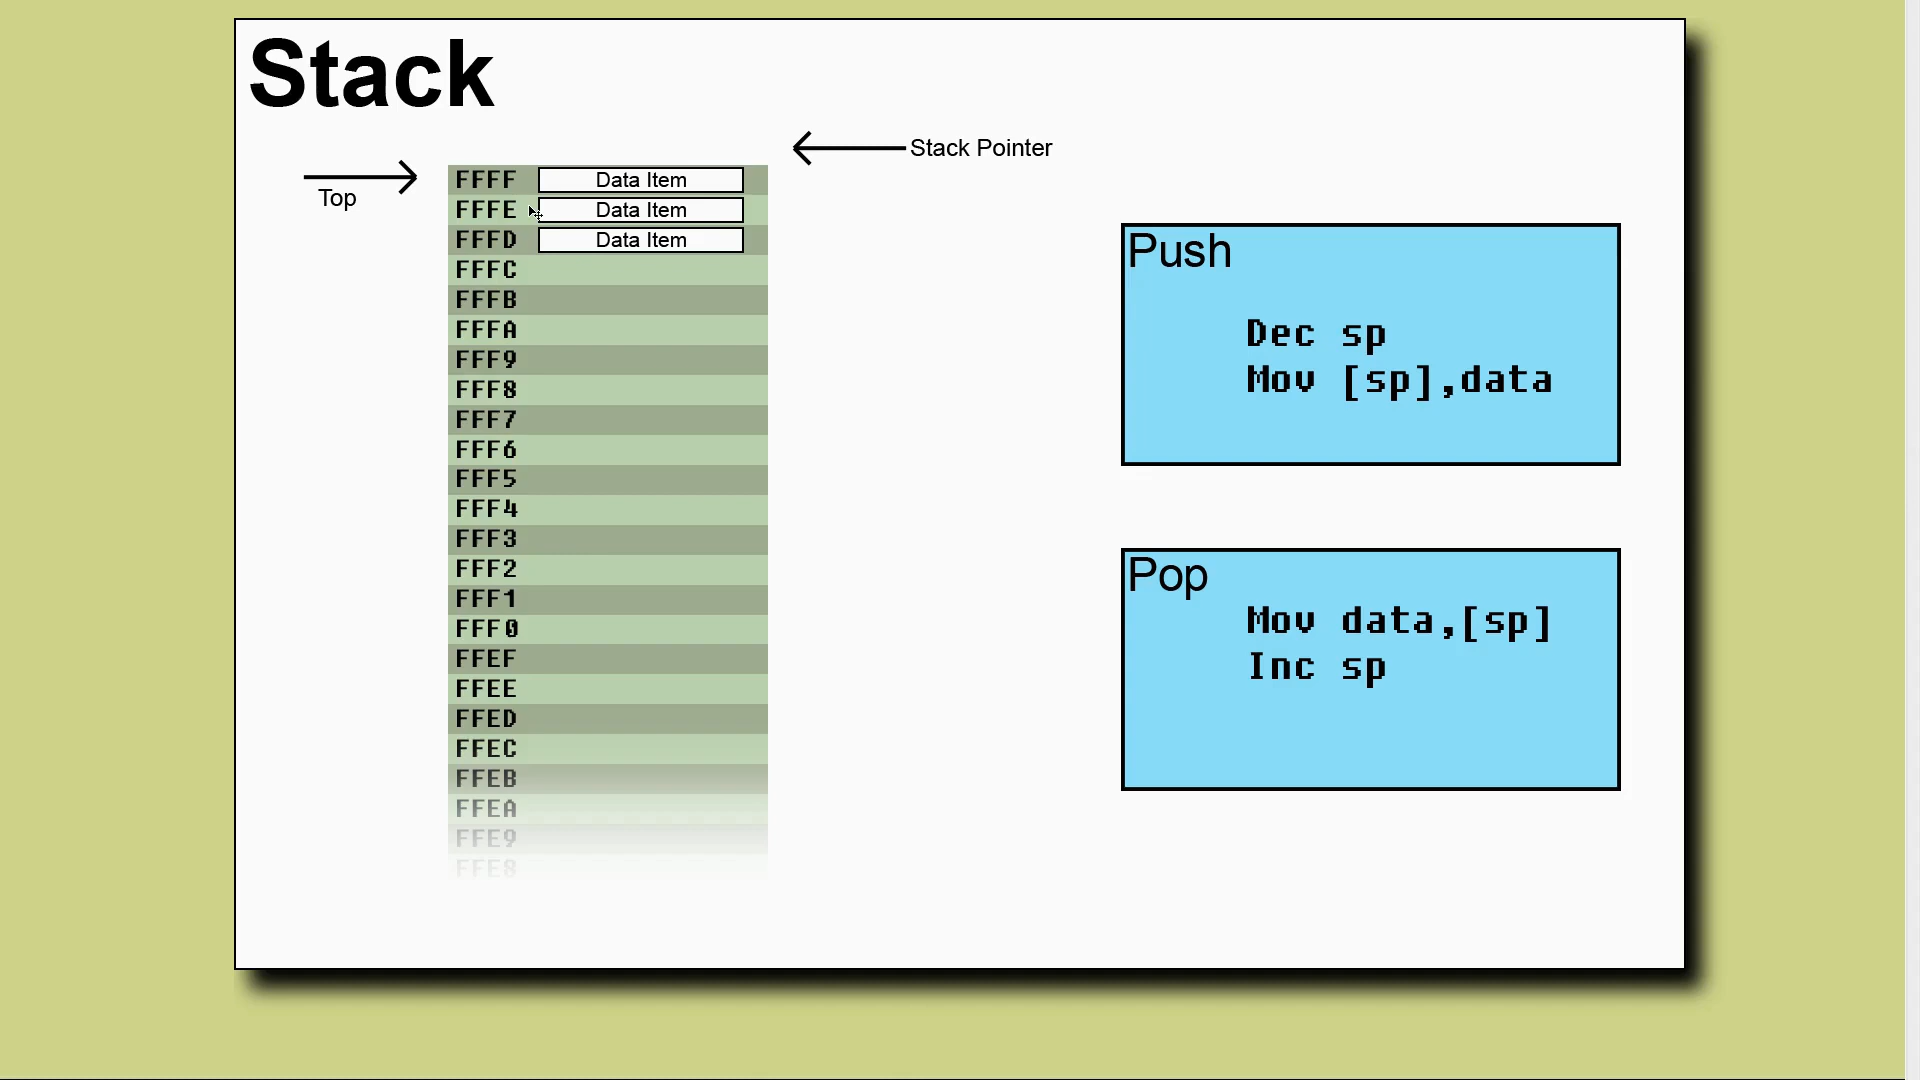 Stack
Stack Pointer
Top
FFFF Data Item
FFFE Data Item
FFFD Data Item
FFFC
FFFB
FFFA
FFF9
FFF8
FFF7
FFF6
FFF5
FFF4
FFF3
FFF2
FFF1
FFF0
FFEF
FFEE
FFED
FFEC
FFEB
FFEA
FFE9
FFE8
Push
Dec sp
Mov [sp],data
Pop
Mov data,[sp]
Inc sp